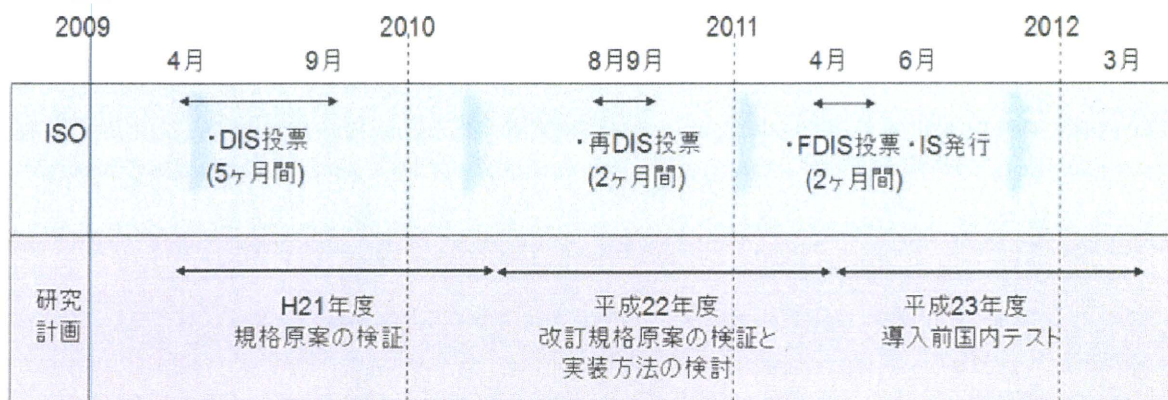 2009 2010 2011 2012
4月 9月 8月9月 4月 6月 3月
ISO
・DIS投票
(5ヶ月間)
・再DIS投票
(2ヶ月間)
・FDIS投票・IS発行
(2ヶ月間)
研究
計画
H21年度
規格原案の検証
平成22年度
改訂規格原案の検証と
実装方法の検討
平成23年度
導入前国内テスト